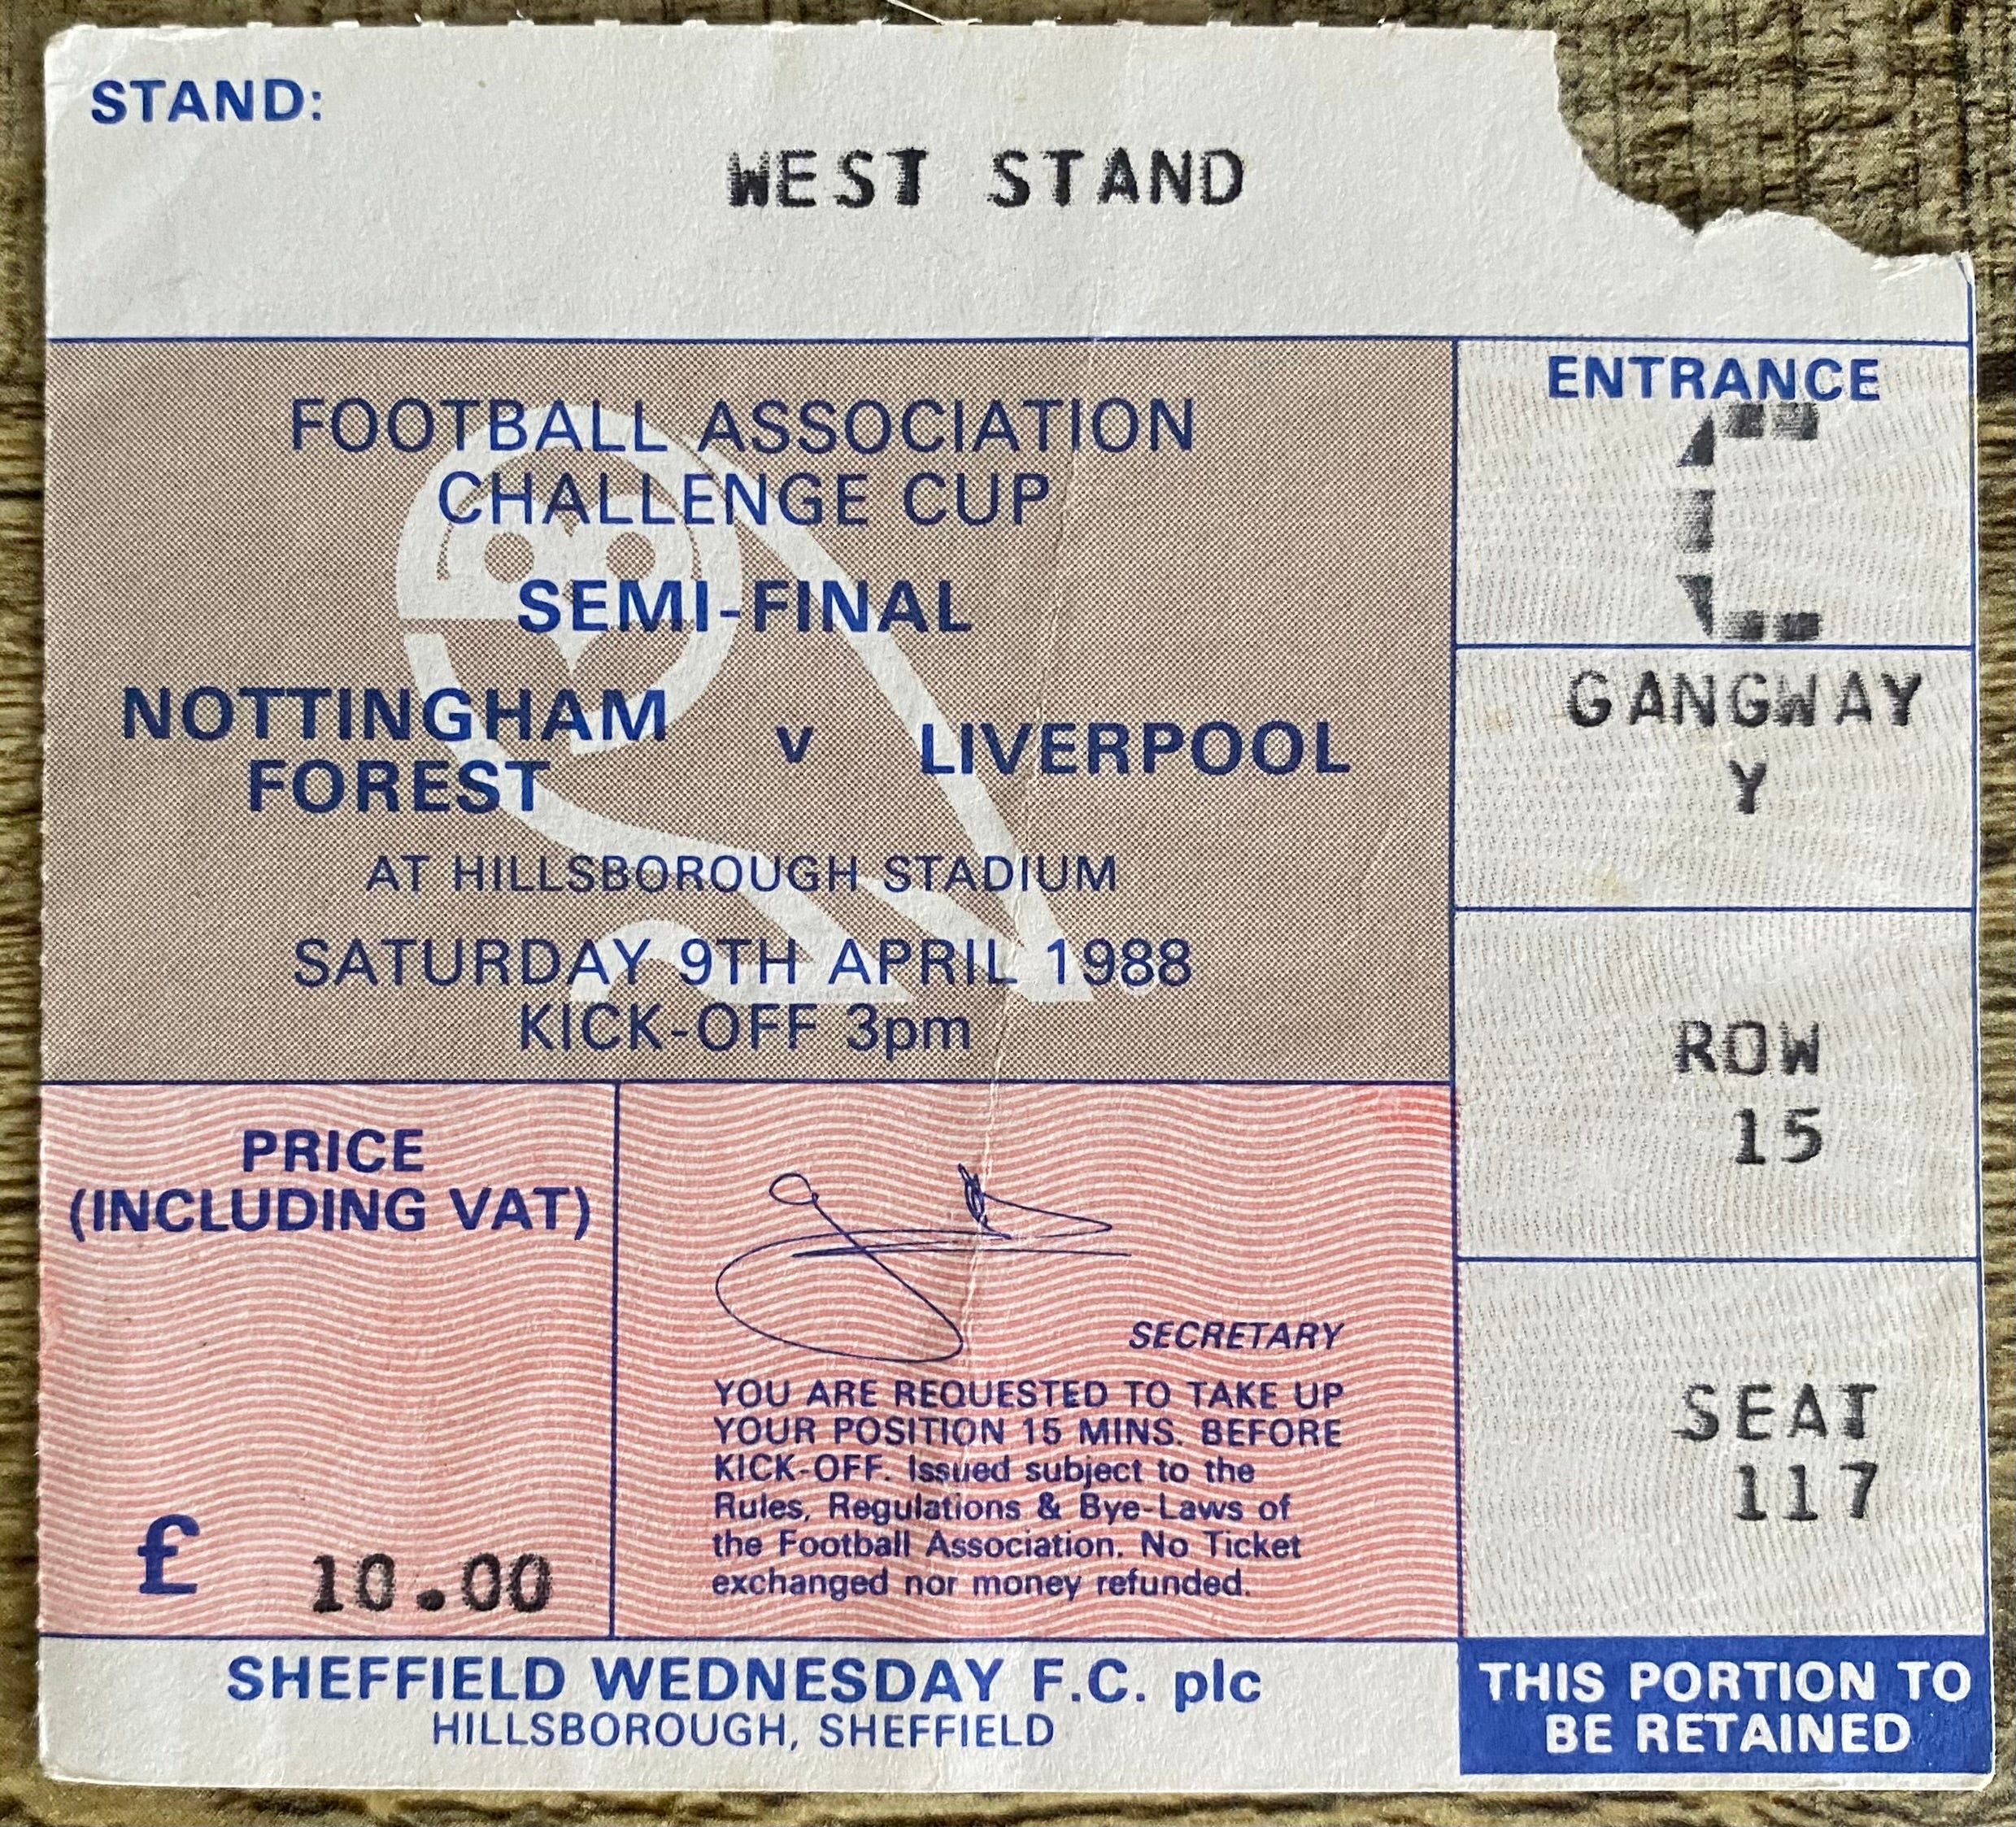 STAND:
WEST STAND
FOOTBALL ASSOCIATION
CHALLENGE CUP
SEMI-FINAL
NOTTINGHAM
FOREST
v
LIVERPOOL
AT HILLSBOROUGH STADIUM
SATURDAY 9TH APRIL 1988
KICK-OFF 3pm
ENTRANCE
C
GANGWAY
Y
ROW
15
SEAT
117
PRICE
(INCLUDING VAT)
£ 10.00
SECRETARY
YOU ARE REQUESTED TO TAKE UP
YOUR POSITION 15 MINS. BEFORE
KICK-OFF. Issued subject to the
Rules, Regulations & Bye-Laws of
the Football Association. No Ticket
exchanged nor money refunded.
SHEFFIELD WEDNESDAY F.C. plc
HILLSBOROUGH, SHEFFIELD
THIS PORTION TO
BE RETAINED